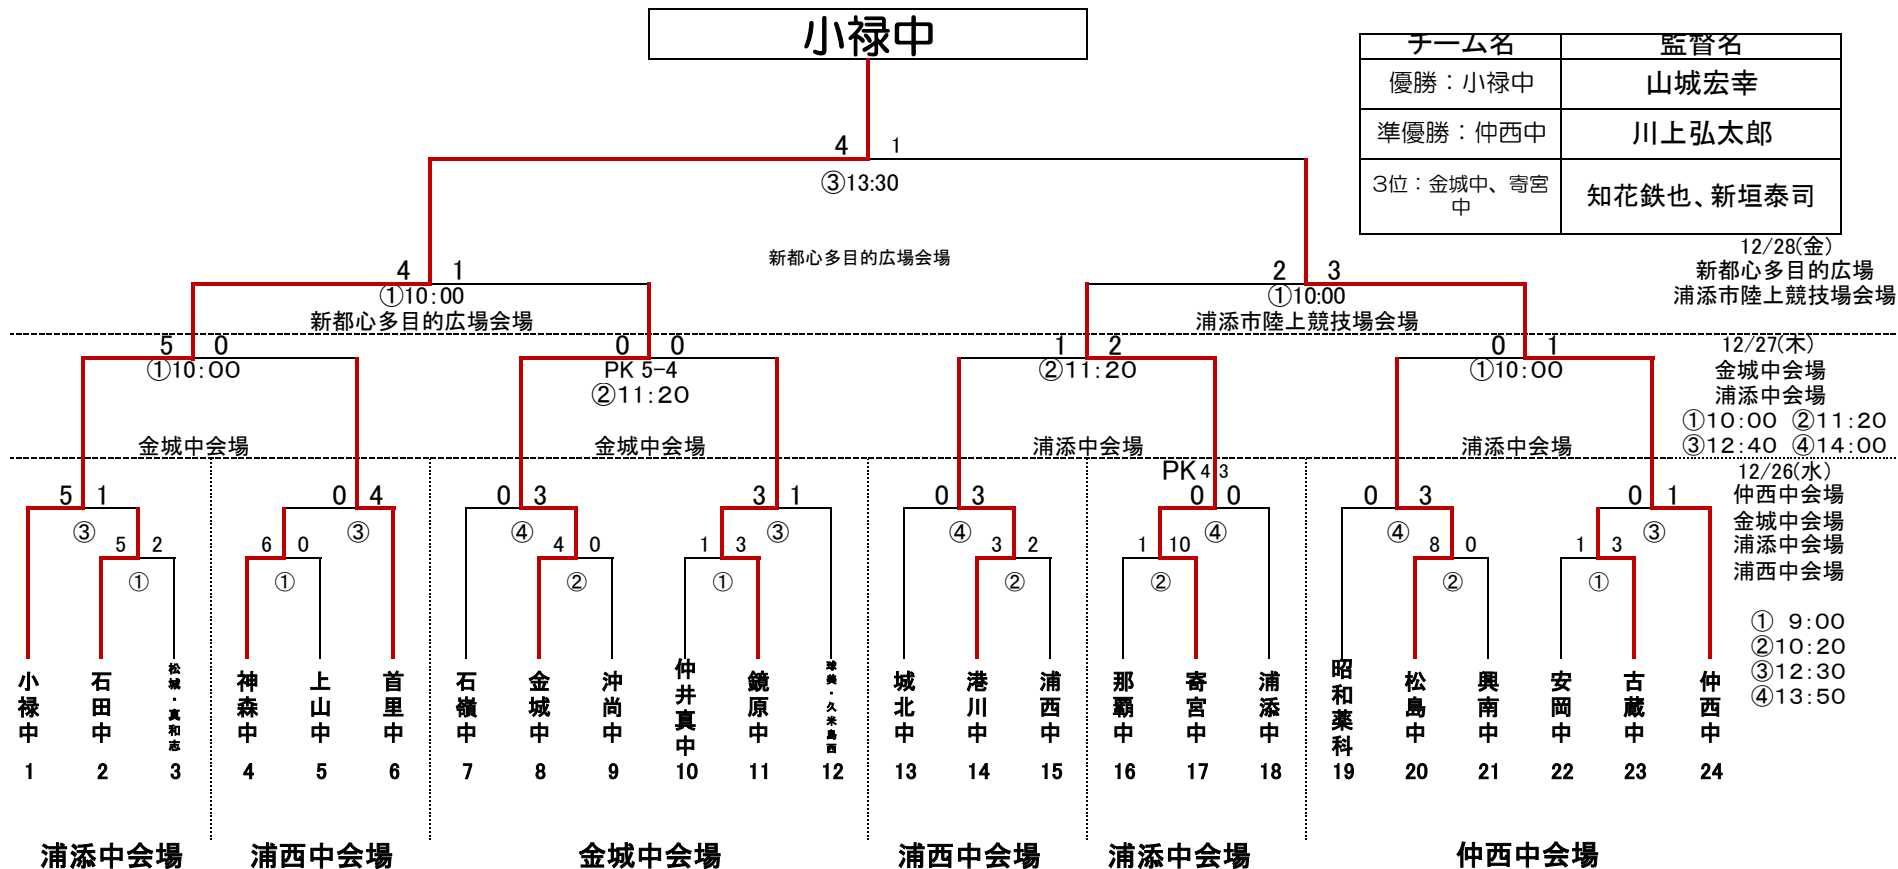 小禄中
チーム名 監督名
優勝：小禄中 山城宏幸
準優勝：仲西中 川上弘太郎
3位：金城中、寄宮
中
知花鉄也、新垣泰司
4 1
③13:30
新都心多目的広場会場
12/28(金)
新都心多目的広場
浦添市陸上競技場会場
4 1
①10:00
新都心多目的広場会場
2 3
①10:00
浦添市陸上競技場会場
5 0
①10:00
金城中会場
0 0
PK 5-4
②11:20
金城中会場
1 2
②11:20
浦添中会場
0 1
①10:00
浦添中会場
12/27(木)
金城中会場
浦添中会場
①10:00 ②11:20
③12:40 ④14:00
12/26(水)
仲西中会場
金城中会場
浦添中会場
浦西中会場
① 9:00
②10:20
③12:30
④13:50
PK 4 3
5 1 0 4 0 3 3 1 0 3 0 0 0 3 0 1
③ ③ ④ ③ ④ ④ ④ ③
5 2 6 0 4 0 1 3 3 2 1 10 8 0 1 3
① ① ② ① ② ② ② ①
小禄中
石田中
松城・真和志
神森中
上山中
首里中
石嶺中
金城中
沖尚中
仲井真中
鏡原中
球美・久米島西
城北中
港川中
浦西中
那覇中
寄宮中
浦添中
昭和薬科
松島中
興南中
安岡中
古蔵中
仲西中
1 2 3 4 5 6 7 8 9 10 11 12 13 14 15 16 17 18 19 20 21 22 23 24
浦添中会場 浦西中会場 金城中会場 浦西中会場 浦添中会場 仲西中会場